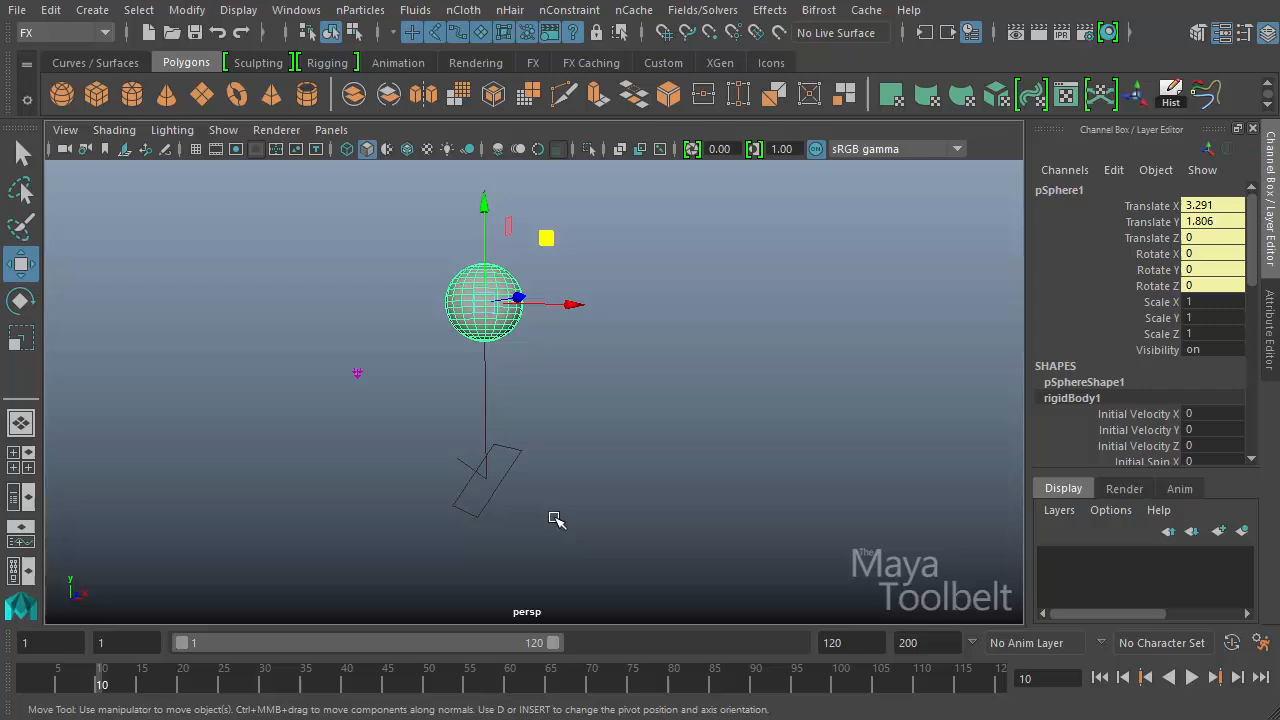 File Edit Create Select Modify Display Windows nParticles Fluids nCloth nHair nConstraint nCache Fields/Solvers Effects Bifrost Cache Help
FX No Live Surface
Curves / Surfaces Polygons Sculpting Rigging Animation Rendering FX FX Caching Custom XGen Icons
Hist
View Shading Lighting Show Renderer Panels
0.00 1.00 ON sRGB gamma
Channel Box / Layer Editor
Channels Edit Object Show
pSphere1
Translate X 3.291
Translate Y 1.806
Translate Z 0
Rotate X 0
Rotate Y 0
Rotate Z 0
Scale X 1
Scale Y 1
Scale Z 1
Visibility on
SHAPES
pSphereShape1
rigidBody1
Initial Velocity X 0
Initial Velocity Y 0
Initial Velocity Z 0
Initial Spin X 0
Channel Box / Layer Editor
Attribute Editor
Display Render Anim
Layers Options Help
The
Maya
Toolbelt
y
persp
1 1 1 120 120 200 No Anim Layer No Character Set
5 10 15 20 25 30 35 40 45 50 55 60 65 70 75 80 85 90 95 100 105 110 115 12
10 10
Move Tool: Use manipulator to move object(s). Ctrl+MMB+drag to move components along normals. Use D or INSERT to change the pivot position and axis orientation.